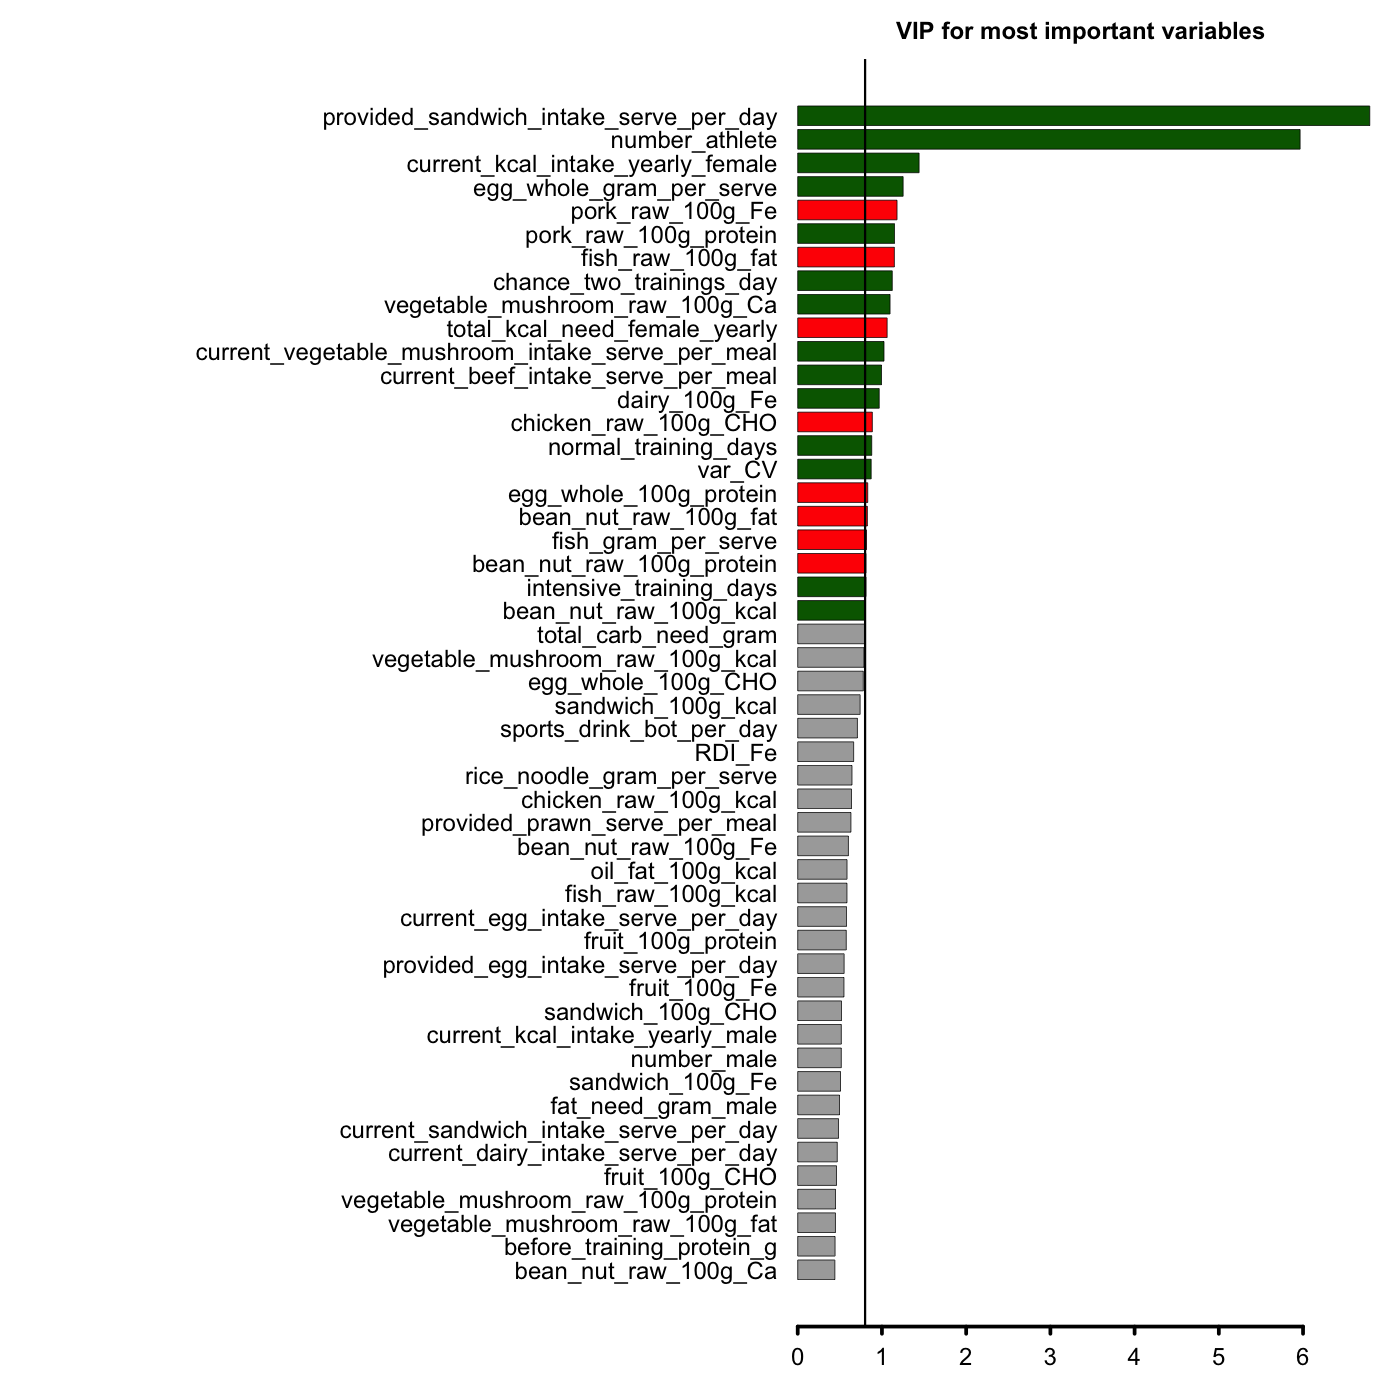 VIP for most important variables
provided_sandwich_intake_serve_per_day
number_athlete
current_kcal_intake_yearly_female
egg_whole_gram_per_serve
pork_raw_100g_Fe
pork_raw_100g_protein
fish_raw_100g_fat
chance_two_trainings_day
vegetable_mushroom_raw_100g_Ca
total_kcal_need_female_yearly
current_vegetable_mushroom_intake_serve_per_meal
current_beef_intake_serve_per_meal
dairy_100g_Fe
chicken_raw_100g_CHO
normal_training_days
var_CV
egg_whole_100g_protein
bean_nut_raw_100g_fat
fish_gram_per_serve
bean_nut_raw_100g_protein
intensive_training_days
bean_nut_raw_100g_kcal
total_carb_need_gram
vegetable_mushroom_raw_100g_kcal
egg_whole_100g_CHO
sandwich_100g_kcal
sports_drink_bot_per_day
RDI_Fe
rice_noodle_gram_per_serve
chicken_raw_100g_kcal
provided_prawn_serve_per_meal
bean_nut_raw_100g_Fe
oil_fat_100g_kcal
fish_raw_100g_kcal
current_egg_intake_serve_per_day
fruit_100g_protein
provided_egg_intake_serve_per_day
fruit_100g_Fe
sandwich_100g_CHO
current_kcal_intake_yearly_male
number_male
sandwich_100g_Fe
fat_need_gram_male
current_sandwich_intake_serve_per_day
current_dairy_intake_serve_per_day
fruit_100g_CHO
vegetable_mushroom_raw_100g_protein
vegetable_mushroom_raw_100g_fat
before_training_protein_g
bean_nut_raw_100g_Ca
0 1 2 3 4 5 6